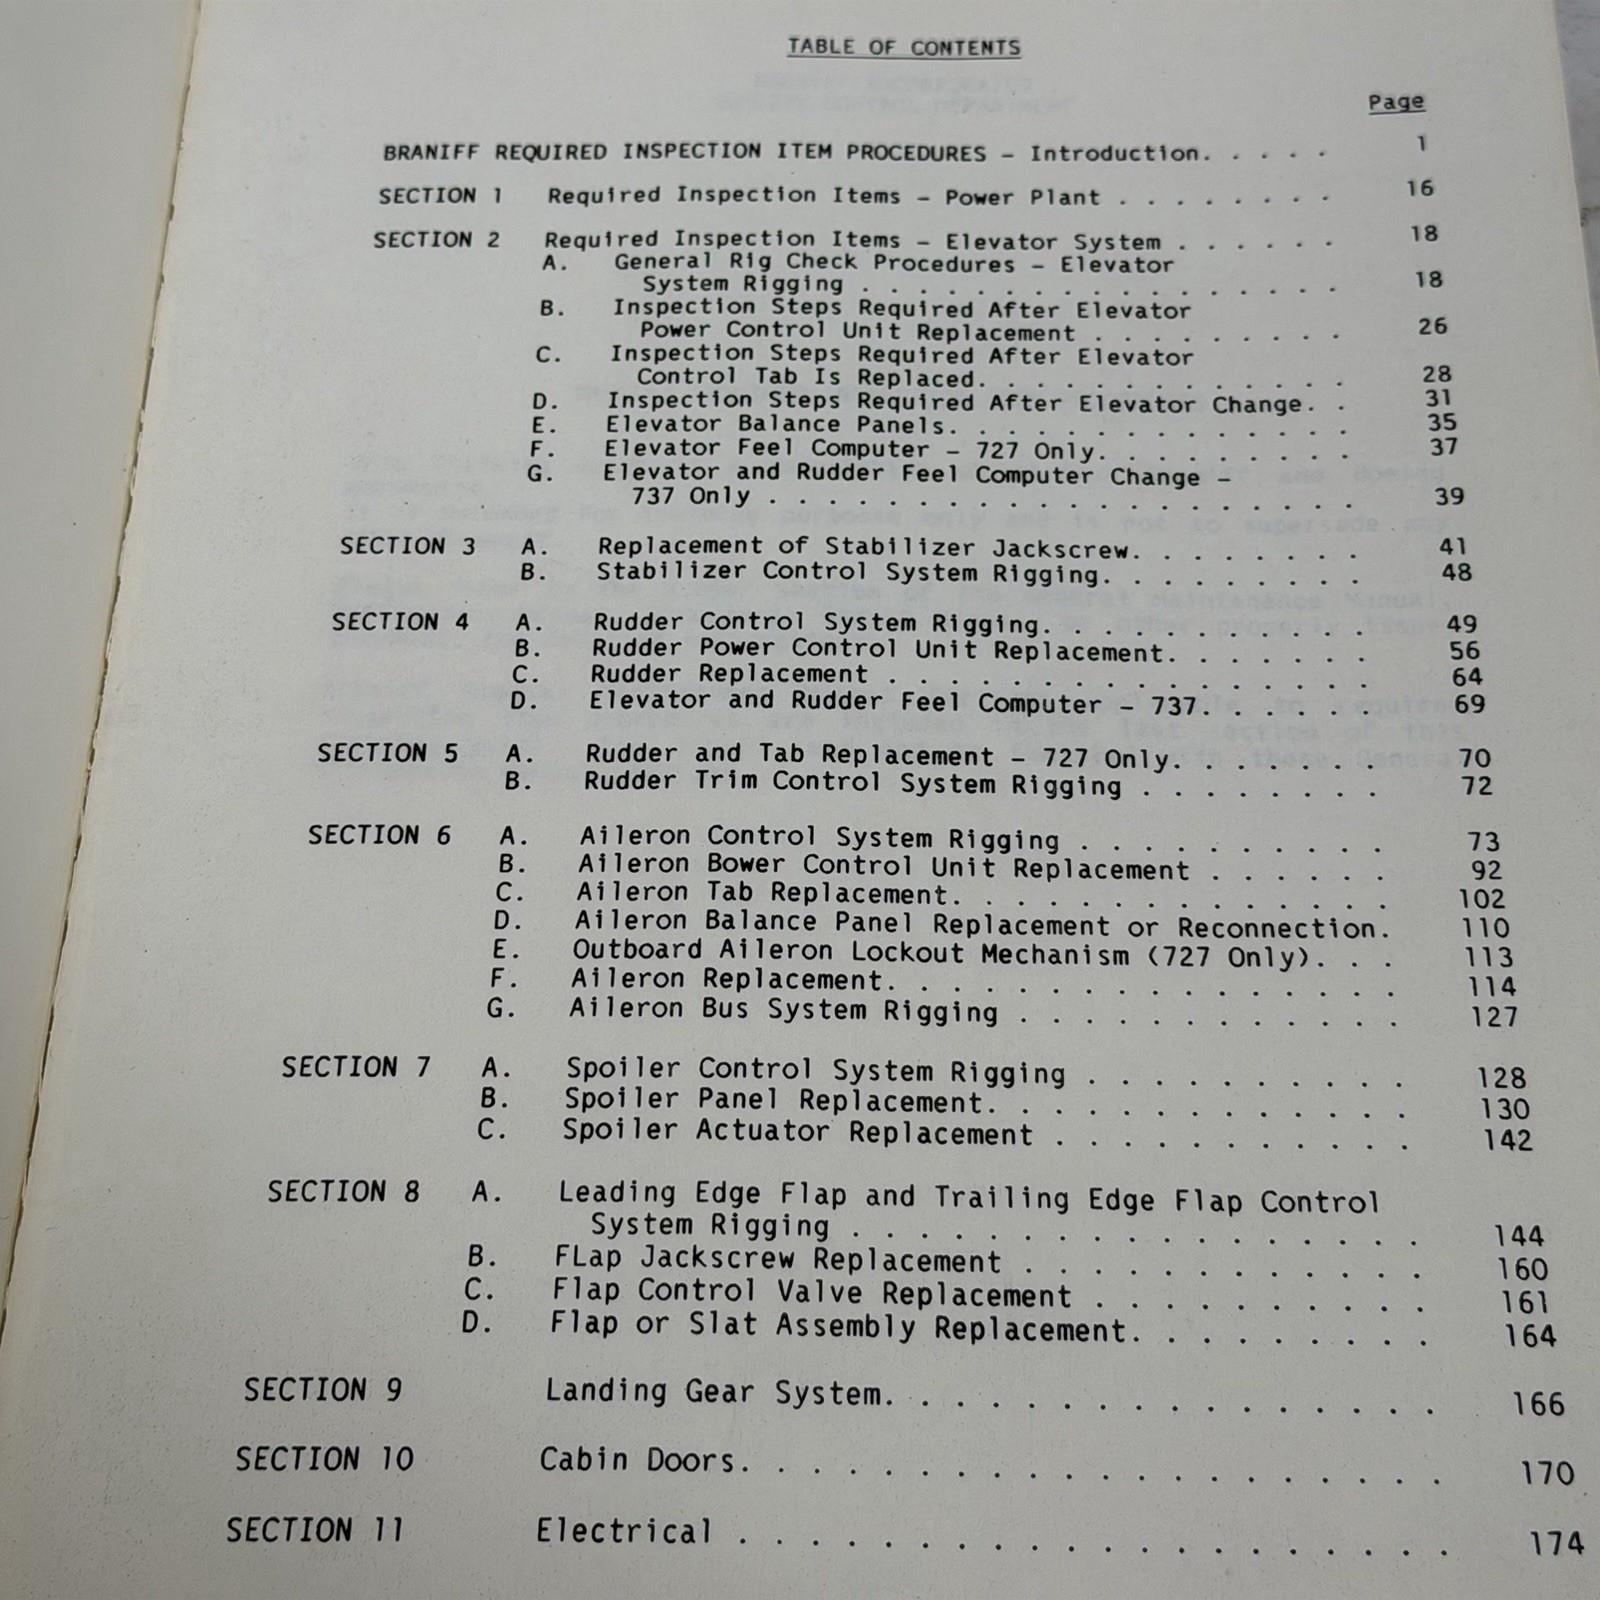 TABLE OF CONTENTS
Page
BRANIFF REQUIRED INSPECTION ITEM PROCEDURES - Introduction. . . . . 1
SECTION 1 Required Inspection Items - Power Plant . . . . . . . . 16
SECTION 2 Required Inspection Items - Elevator System . . . . . . 18
A. General Rig Check Procedures - Elevator
System Rigging . . . . . . . . . . . . . . . . . 18
B. Inspection Steps Required After Elevator
Power Control Unit Replacement . . . . . . . . . 26
C. Inspection Steps Required After Elevator
Control Tab Is Replaced. . . . . . . . . . . . . 28
D. Inspection Steps Required After Elevator Change. . 31
E. Elevator Balance Panels. . . . . . . . . . . . . . 35
F. Elevator Feel Computer - 727 Only. . . . . . . . . 37
G. Elevator and Rudder Feel Computer Change -
737 Only . . . . . . . . . . . . . . . . . . 39
SECTION 3 A. Replacement of Stabilizer Jackscrew. . . . . . . 41
B. Stabilizer Control System Rigging. . . . . . . . 48
SECTION 4 A. Rudder Control System Rigging. . . . . . . . . . . 49
B. Rudder Power Control Unit Replacement. . . . . . . 56
C. Rudder Replacement . . . . . . . . . . . . . . . . 64
D. Elevator and Rudder Feel Computer - 737. . . . . . 69
SECTION 5 A. Rudder and Tab Replacement - 727 Only. . . . . . . 70
B. Rudder Trim Control System Rigging . . . . . . . . 72
SECTION 6 A. Aileron Control System Rigging . . . . . . . . . . 73
B. Aileron Bower Control Unit Replacement . . . . . . 92
C. Aileron Tab Replacement. . . . . . . . . . . . . . 102
D. Aileron Balance Panel Replacement or Reconnection. 110
E. Outboard Aileron Lockout Mechanism (727 Only). . . 113
F. Aileron Replacement. . . . . . . . . . . . . . . . 114
G. Aileron Bus System Rigging . . . . . . . . . . . . 127
SECTION 7 A. Spoiler Control System Rigging . . . . . . . . . . 128
B. Spoiler Panel Replacement. . . . . . . . . . . . . 130
C. Spoiler Actuator Replacement . . . . . . . . . . . 142
SECTION 8 A. Leading Edge Flap and Trailing Edge Flap Control
System Rigging . . . . . . . . . . . . . . . . . 144
B. FLap Jackscrew Replacement . . . . . . . . . . . . 160
C. Flap Control Valve Replacement . . . . . . . . . . 161
D. Flap or Slat Assembly Replacement. . . . . . . . . 164
SECTION 9 Landing Gear System. . . . . . . . . . . . . . . . 166
SECTION 10 Cabin Doors. . . . . . . . . . . . . . . . . . . . 170
SECTION 11 Electrical . . . . . . . . . . . . . . . . . . . . 174